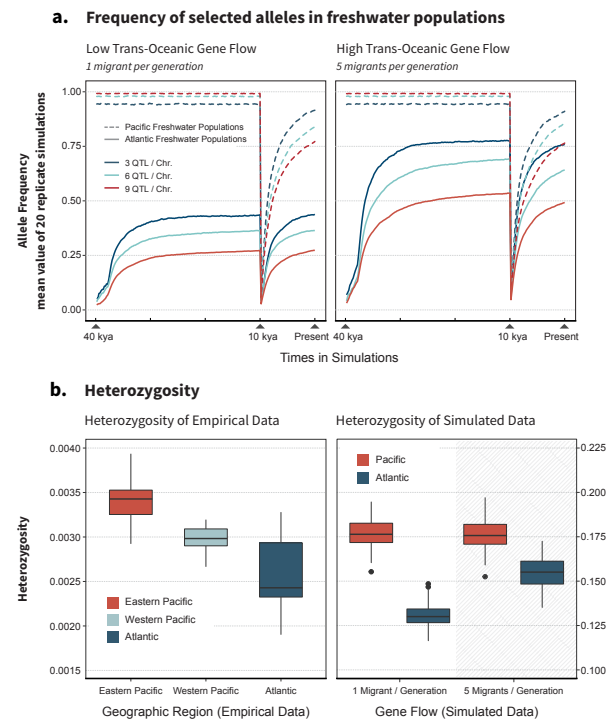 a. Frequency of selected alleles in freshwater populations
Low Trans-Oceanic Gene Flow
1 migrant per generation
High Trans-Oceanic Gene Flow
5 migrants per generation
Allele Frequency
mean value of 20 replicate simulations
1.00
0.75
0.50
0.25
0.00
Pacific Freshwater Populations
Atlantic Freshwater Populations
3 QTL / Chr.
6 QTL / Chr.
9 QTL / Chr.
40 kya
10 kya
Present
40 kya
10 kya
Present
Times in Simulations
b. Heterozygosity
Heterozygosity of Empirical Data
Heterozygosity of Simulated Data
Heterozygosity
0.0040
0.0035
0.0030
0.0025
0.0020
0.0015
Eastern Pacific
Western Pacific
Atlantic
Pacific
Atlantic
0.225
0.200
0.175
0.150
0.125
0.100
Eastern Pacific
Western Pacific
Atlantic
1 Migrant / Generation
5 Migrants / Generation
Geographic Region (Empirical Data)
Gene Flow (Simulated Data)